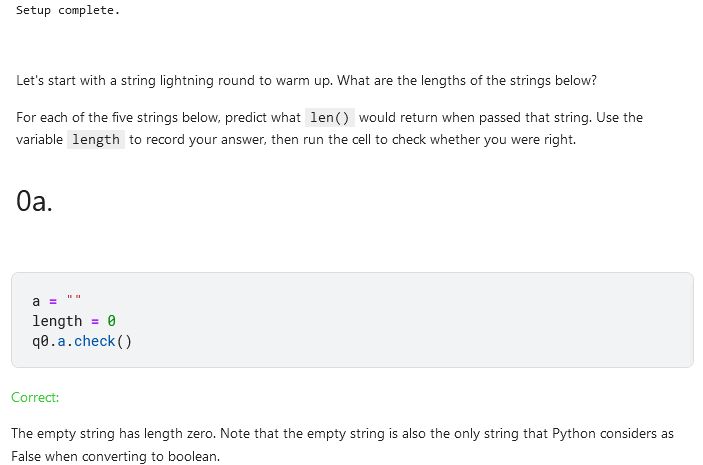 Setup complete.
Let's start with a string lightning round to warm up. What are the lengths of the strings below?
For each of the five strings below, predict what len() would return when passed that string. Use the
variable length to record your answer, then run the cell to check whether you were right.
0a.
a = ""
length = 0
q0.a.check()
Correct:
The empty string has length zero. Note that the empty string is also the only string that Python considers as
False when converting to boolean.